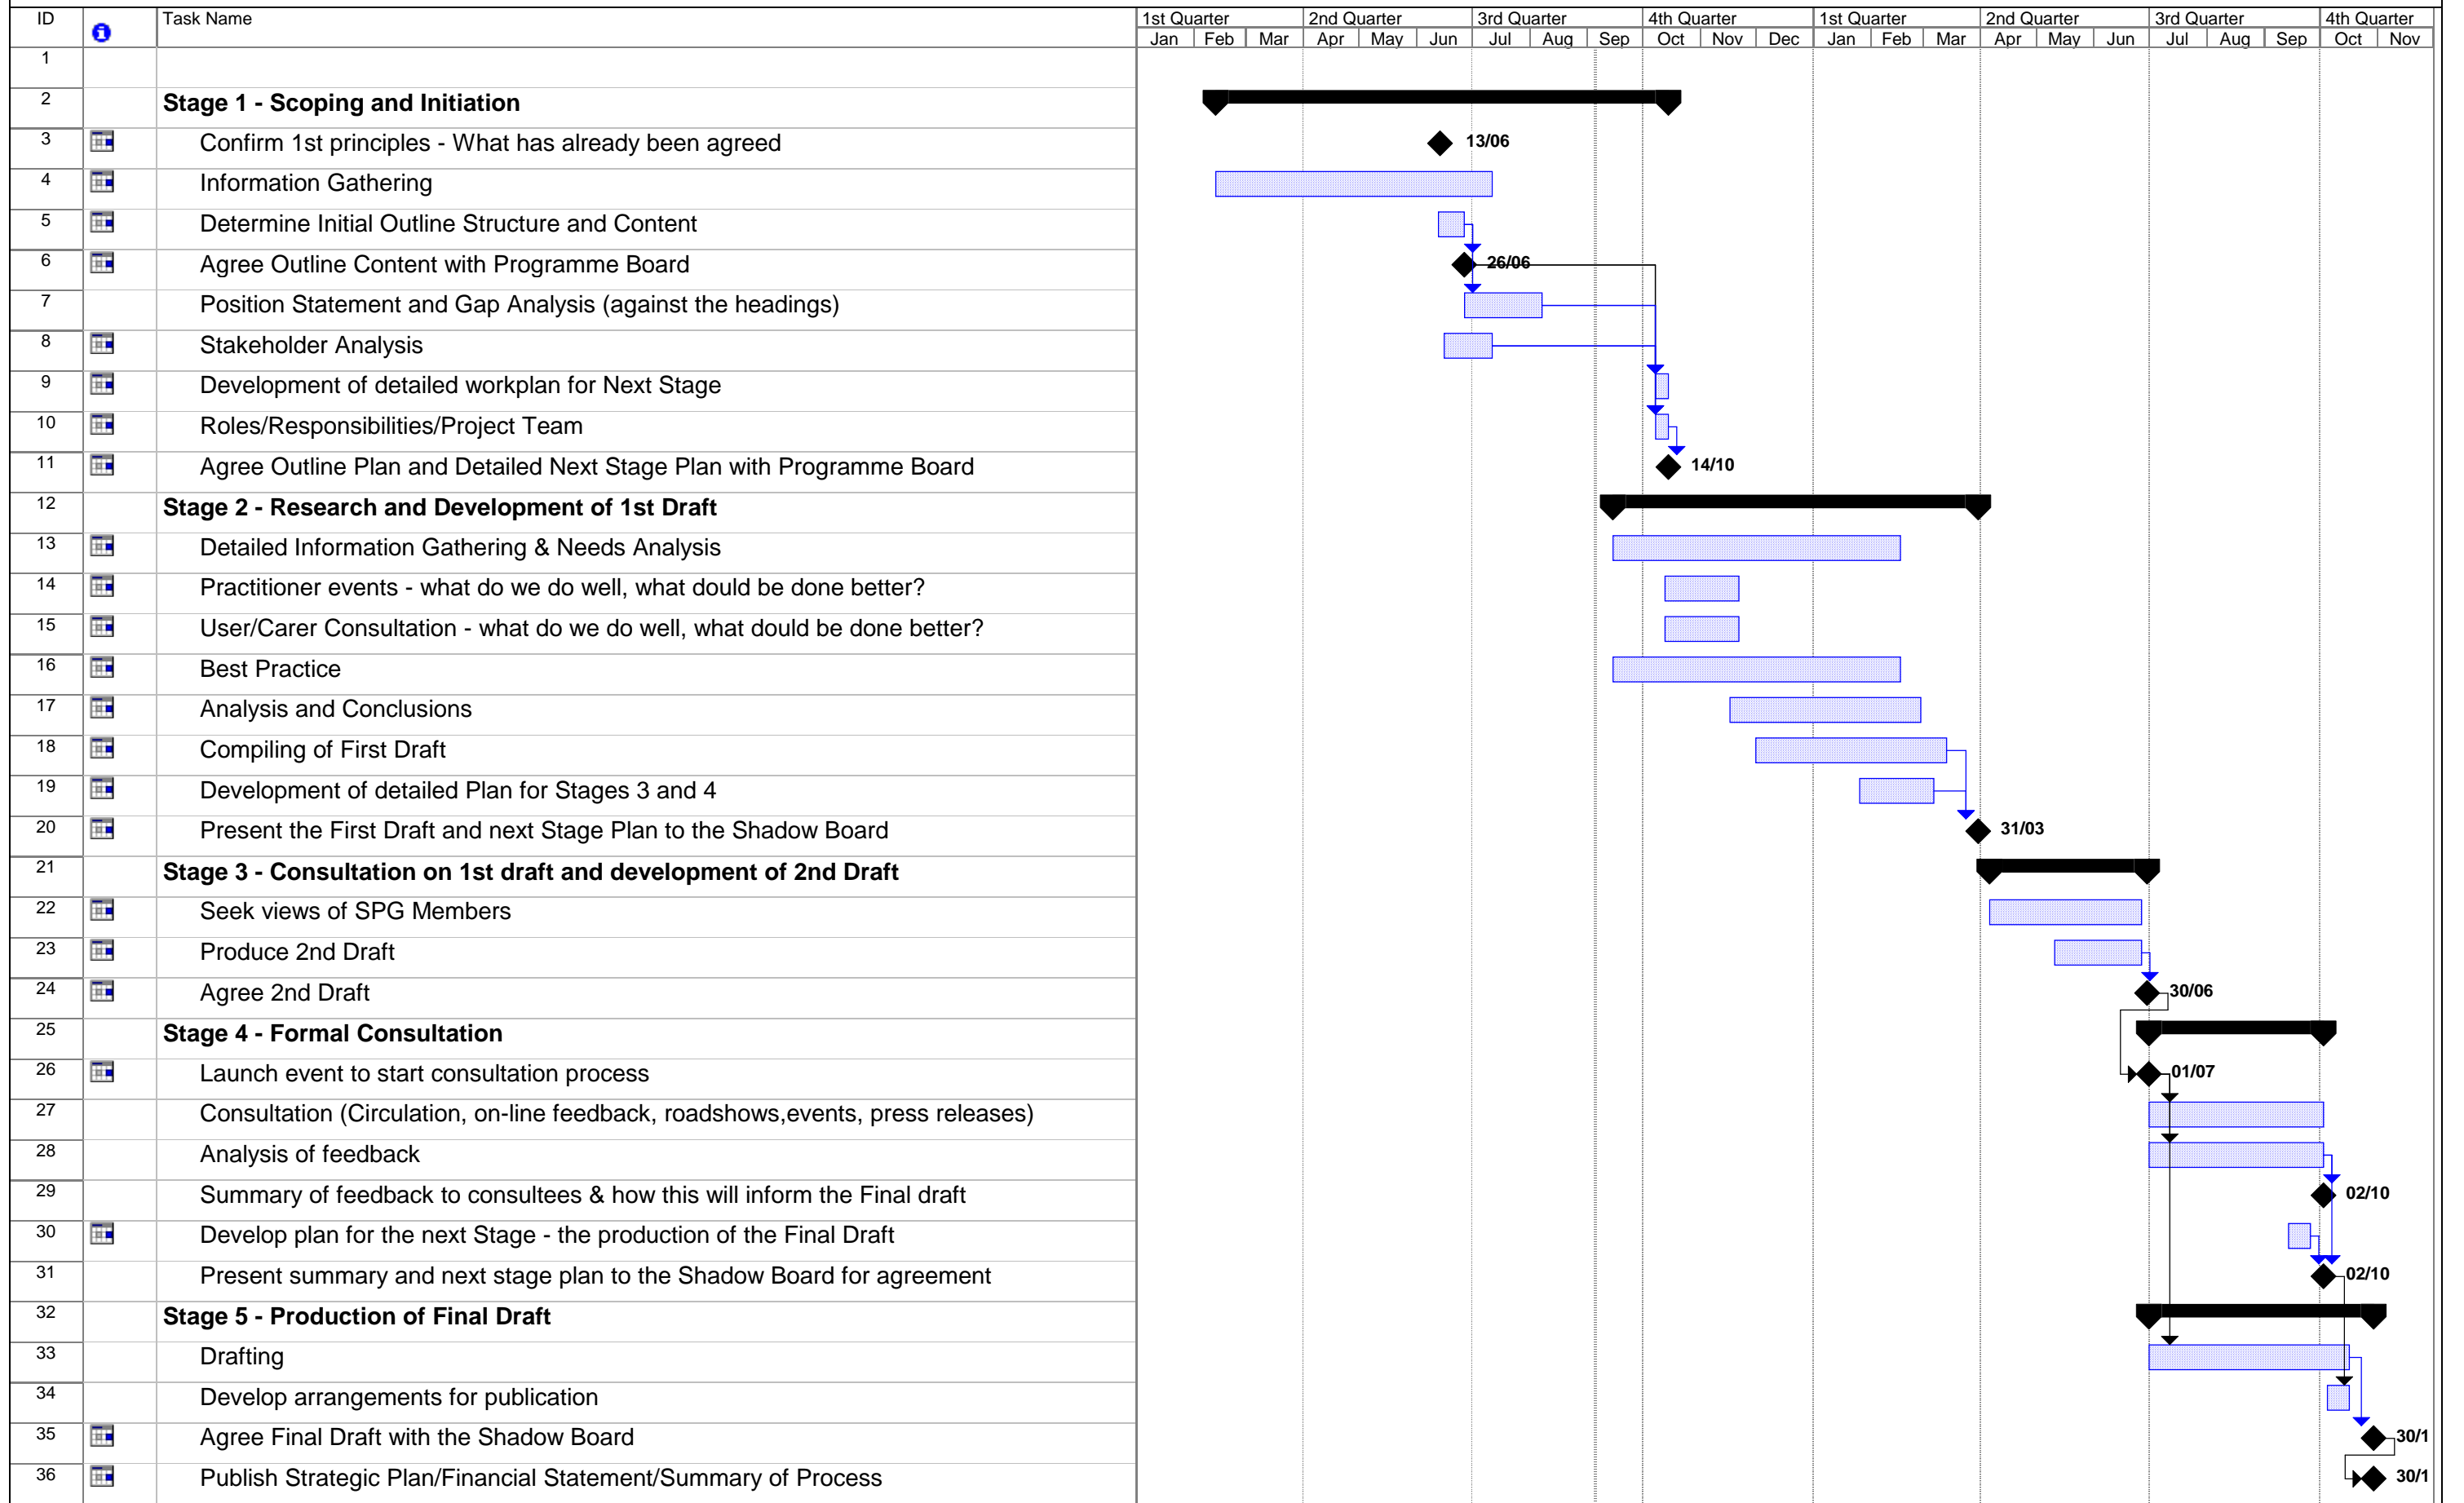 ID Task Name 1st Quarter 2nd Quarter 3rd Quarter 4th Quarter 1st Quarter 2nd Quarter 3rd Quarter 4th Quarter
Jan Feb Mar Apr May Jun Jul Aug Sep Oct Nov Dec Jan Feb Mar Apr May Jun Jul Aug Sep Oct Nov
1
2 Stage 1 - Scoping and Initiation
3 Confirm 1st principles - What has already been agreed 13/06
4 Information Gathering
5 Determine Initial Outline Structure and Content
6 Agree Outline Content with Programme Board 26/06
7 Position Statement and Gap Analysis (against the headings)
8 Stakeholder Analysis
9 Development of detailed workplan for Next Stage
10 Roles/Responsibilities/Project Team
11 Agree Outline Plan and Detailed Next Stage Plan with Programme Board 14/10
12 Stage 2 - Research and Development of 1st Draft
13 Detailed Information Gathering & Needs Analysis
14 Practitioner events - what do we do well, what dould be done better?
15 User/Carer Consultation - what do we do well, what dould be done better?
16 Best Practice
17 Analysis and Conclusions
18 Compiling of First Draft
19 Development of detailed Plan for Stages 3 and 4
20 Present the First Draft and next Stage Plan to the Shadow Board 31/03
21 Stage 3 - Consultation on 1st draft and development of 2nd Draft
22 Seek views of SPG Members
23 Produce 2nd Draft
24 Agree 2nd Draft 30/06
25 Stage 4 - Formal Consultation
26 Launch event to start consultation process 01/07
27 Consultation (Circulation, on-line feedback, roadshows,events, press releases)
28 Analysis of feedback
29 Summary of feedback to consultees & how this will inform the Final draft 02/10
30 Develop plan for the next Stage - the production of the Final Draft
31 Present summary and next stage plan to the Shadow Board for agreement 02/10
32 Stage 5 - Production of Final Draft
33 Drafting
34 Develop arrangements for publication
35 Agree Final Draft with the Shadow Board 30/1
36 Publish Strategic Plan/Financial Statement/Summary of Process 30/1